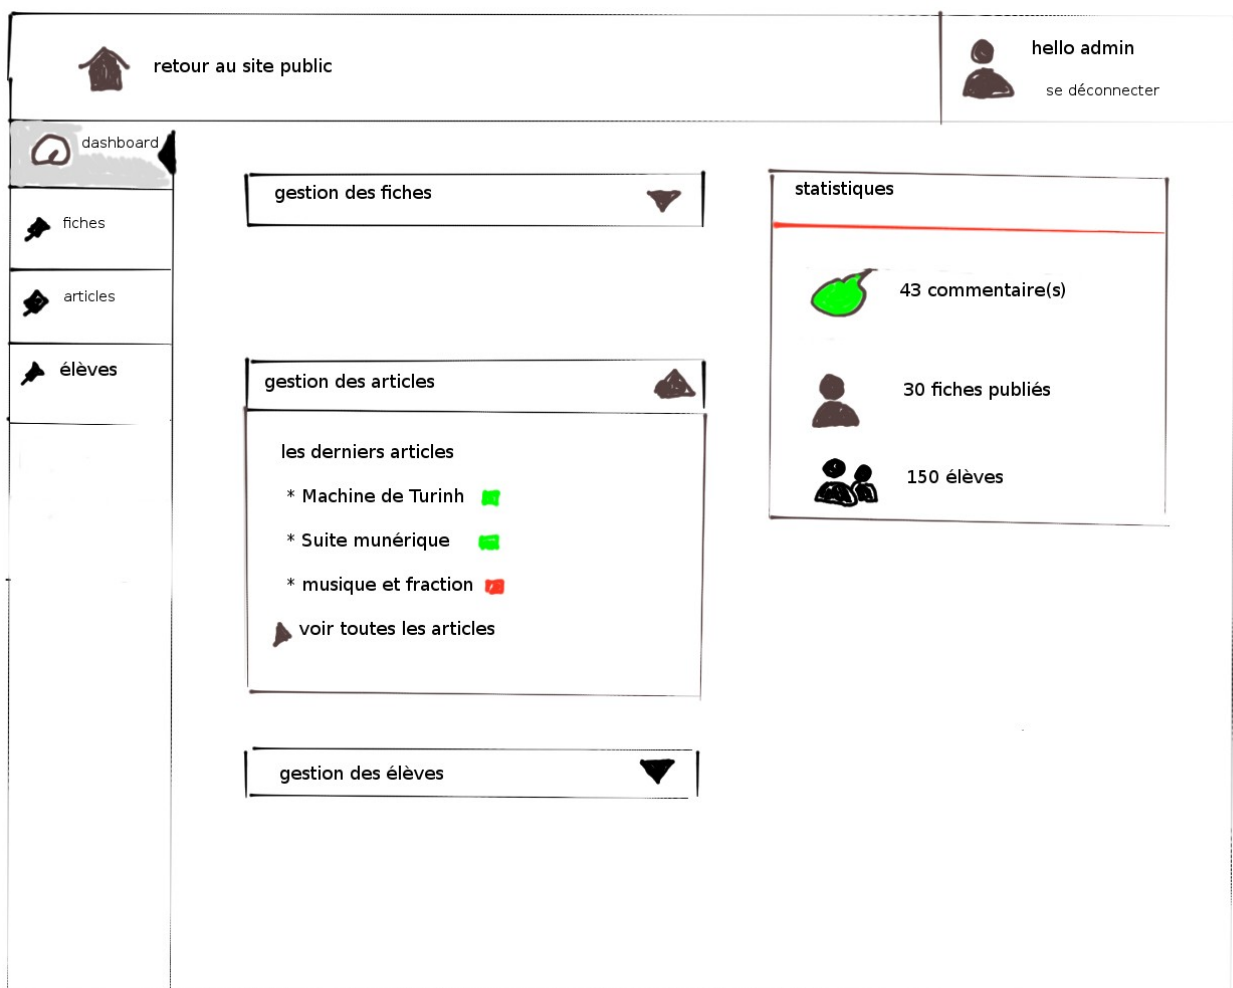 retour au site public
hello admin
se déconnecter
dashboard
fiches
articles
élèves
gestion des fiches
gestion des articles
les derniers articles
* Machine de Turinh
* Suite munérique
* musique et fraction
voir toutes les articles
gestion des élèves
statistiques
43 commentaire(s)
30 fiches publiés
150 élèves